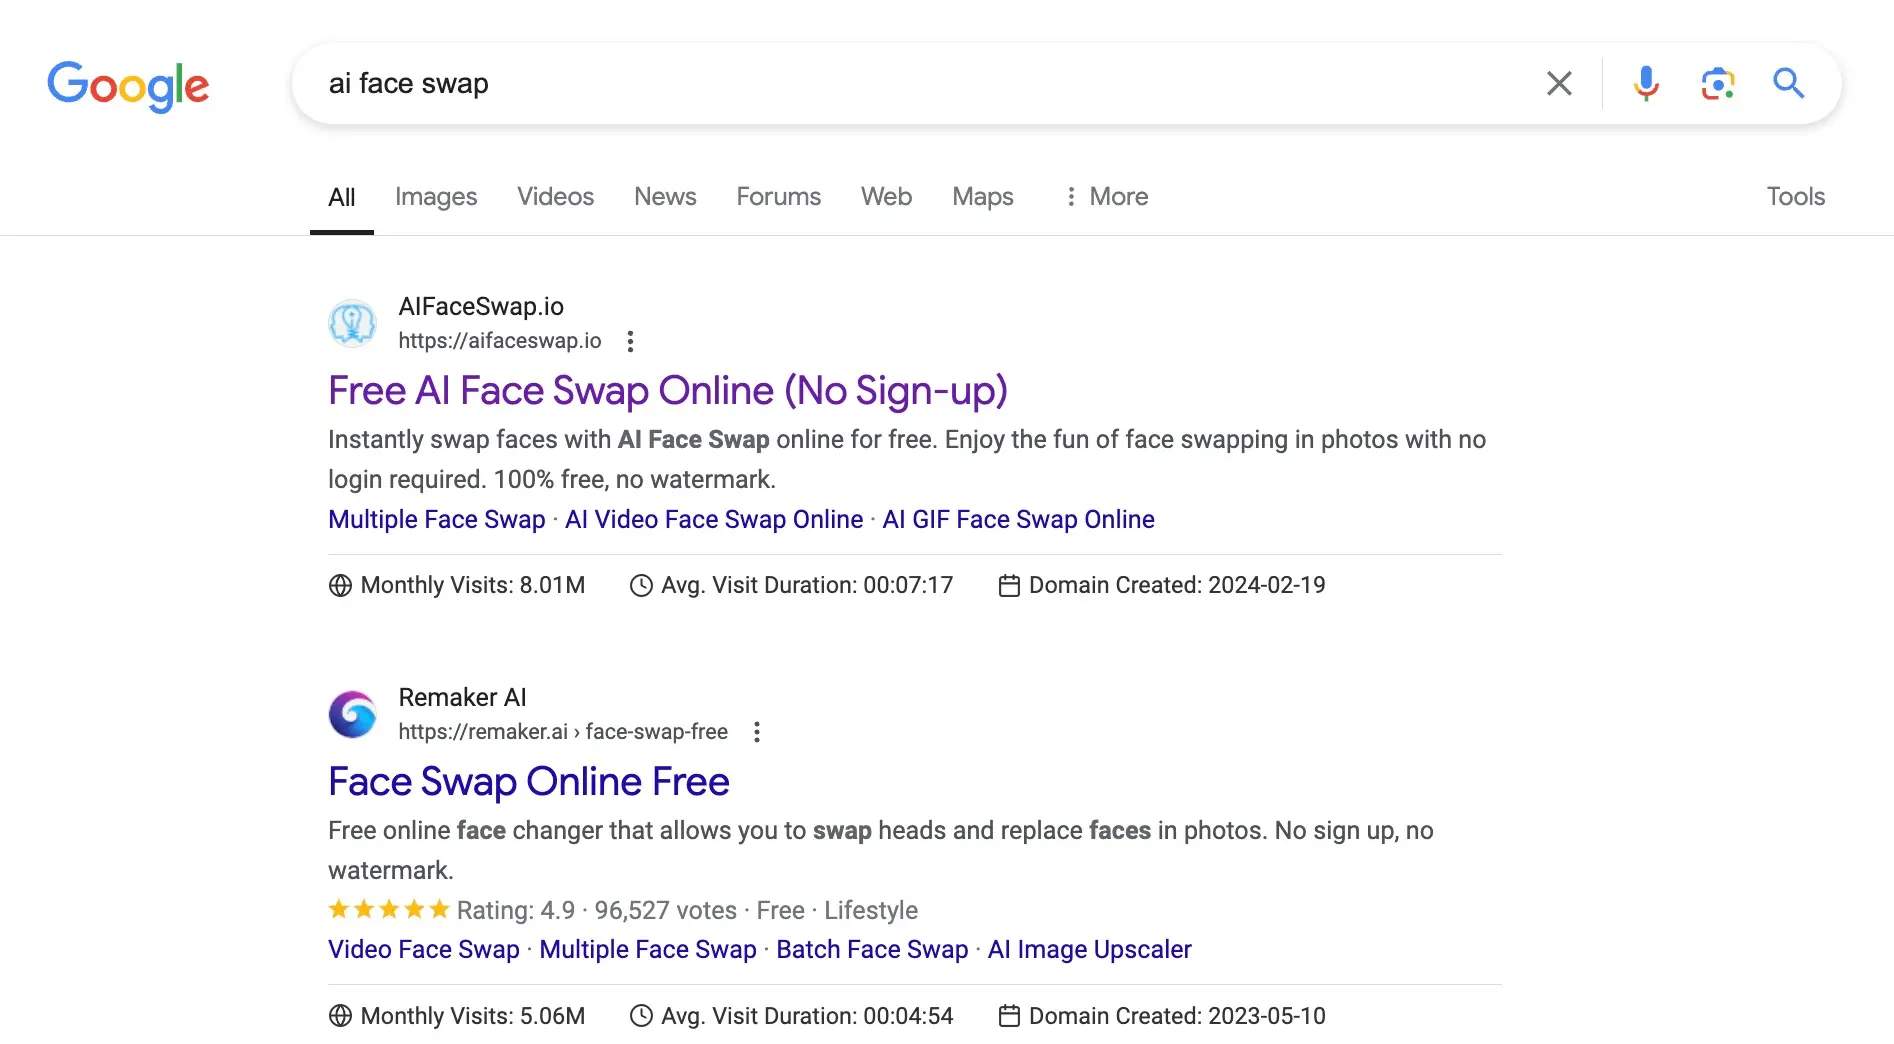 Google
ai face swap
All Images Videos News Forums Web Maps More Tools
AIFaceSwap.io
https://aifaceswap.io
Free AI Face Swap Online (No Sign-up)
Instantly swap faces with AI Face Swap online for free. Enjoy the fun of face swapping in photos with no
login required. 100% free, no watermark.
Multiple Face Swap · AI Video Face Swap Online · AI GIF Face Swap Online
Monthly Visits: 8.01M Avg. Visit Duration: 00:07:17 Domain Created: 2024-02-19
Remaker AI
https://remaker.ai › face-swap-free
Face Swap Online Free
Free online face changer that allows you to swap heads and replace faces in photos. No sign up, no
watermark.
Rating: 4.9 · 96,527 votes · Free · Lifestyle
Video Face Swap · Multiple Face Swap · Batch Face Swap · AI Image Upscaler
Monthly Visits: 5.06M Avg. Visit Duration: 00:04:54 Domain Created: 2023-05-10